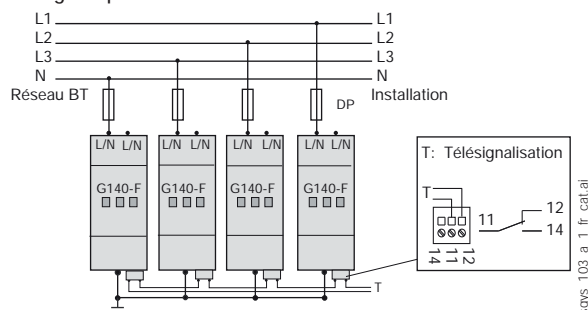 L1 L1
L2 L2
L3 L3
N N
Réseau BT Installation
DP
L/N L/N L/N L/N L/N L/N L/N L/N
G140-F G140-F G140-F G140-F
T
T: Télésignalisation
T
11 12
14
14 11 12